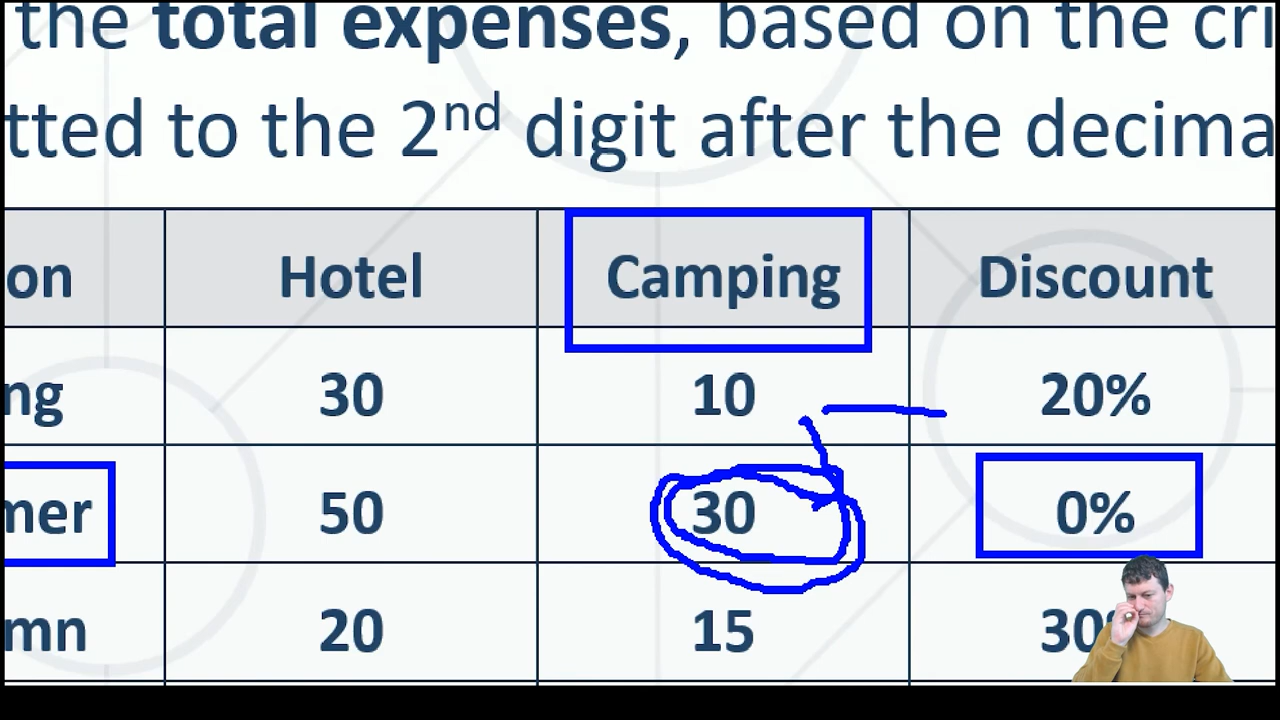 the total expenses, based on the cri
tted to the 2nd digit after the decima
on Hotel Camping Discount
ng 30 10 20%
mer 50 30 0%
mn 20 15 30